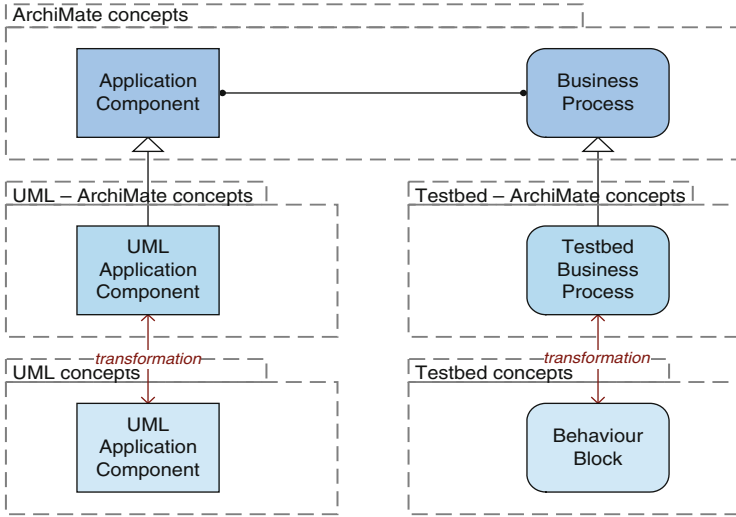 ArchiMate concepts
Application
Component
Business
Process
UML – ArchiMate concepts
Testbed – ArchiMate concepts
UML
Application
Component
Testbed
Business
Process
transformation
transformation
UML concepts
Testbed concepts
UML
Application
Component
Behaviour
Block